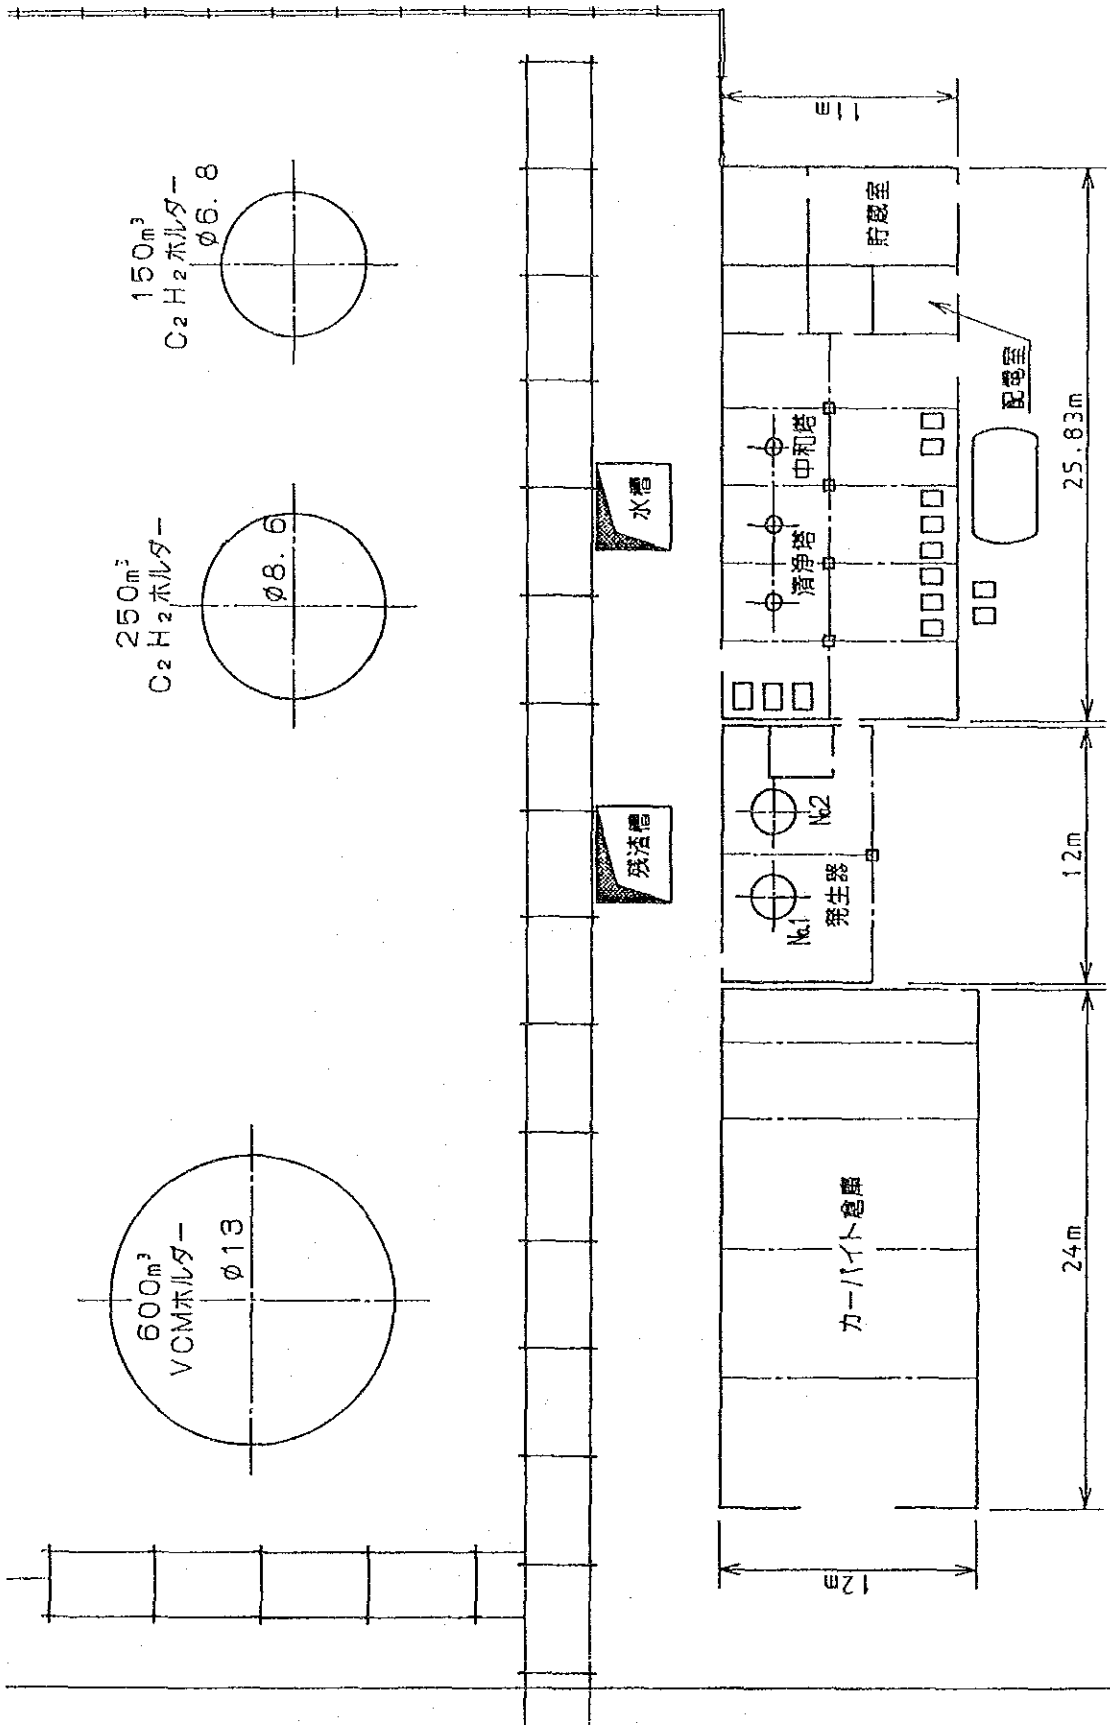 600m³
VCMホルダー
φ13
250m³
C₂H₂ホルダー
φ8.6
150m³
C₂H₂ホルダー
φ6.8
残渣槽
水槽
カーバイト倉庫
No.1
No.2
発生器
清浄塔
中和塔
貯蔵室
配電室
12m
24m
12m
25.83m
11m